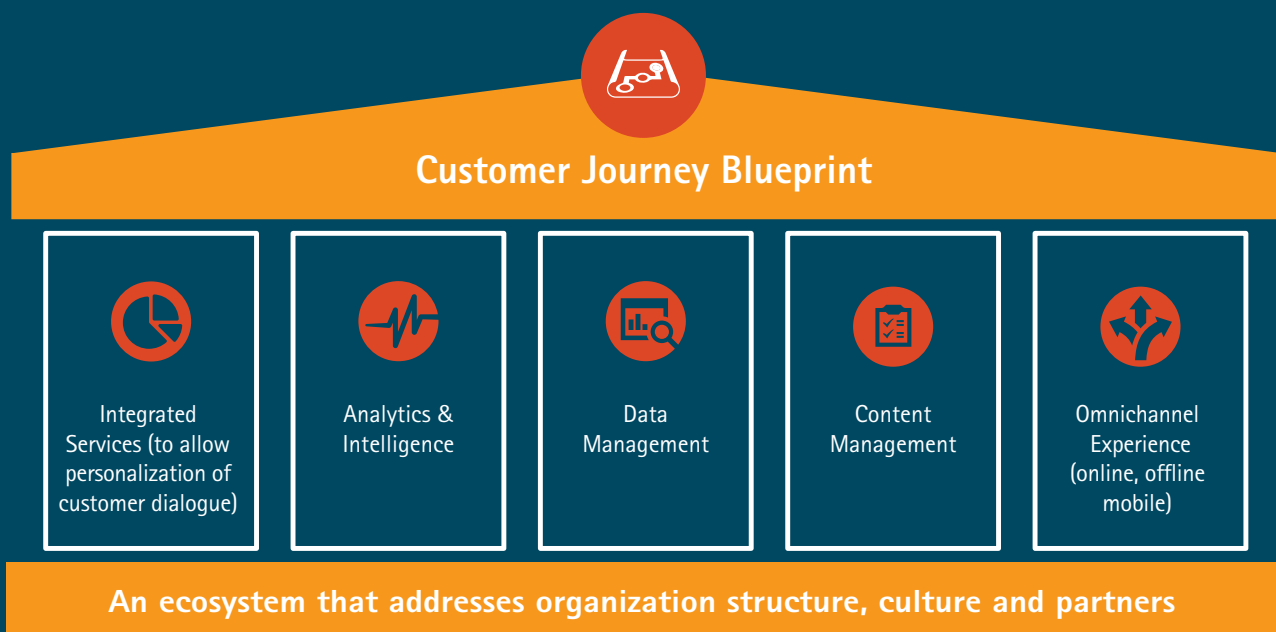 Customer Journey Blueprint
Integrated
Services (to allow
personalization of
customer dialogue)
Analytics &
Intelligence
Data
Management
Content
Management
Omnichannel
Experience
(online, offline
mobile)
An ecosystem that addresses organization structure, culture and partners